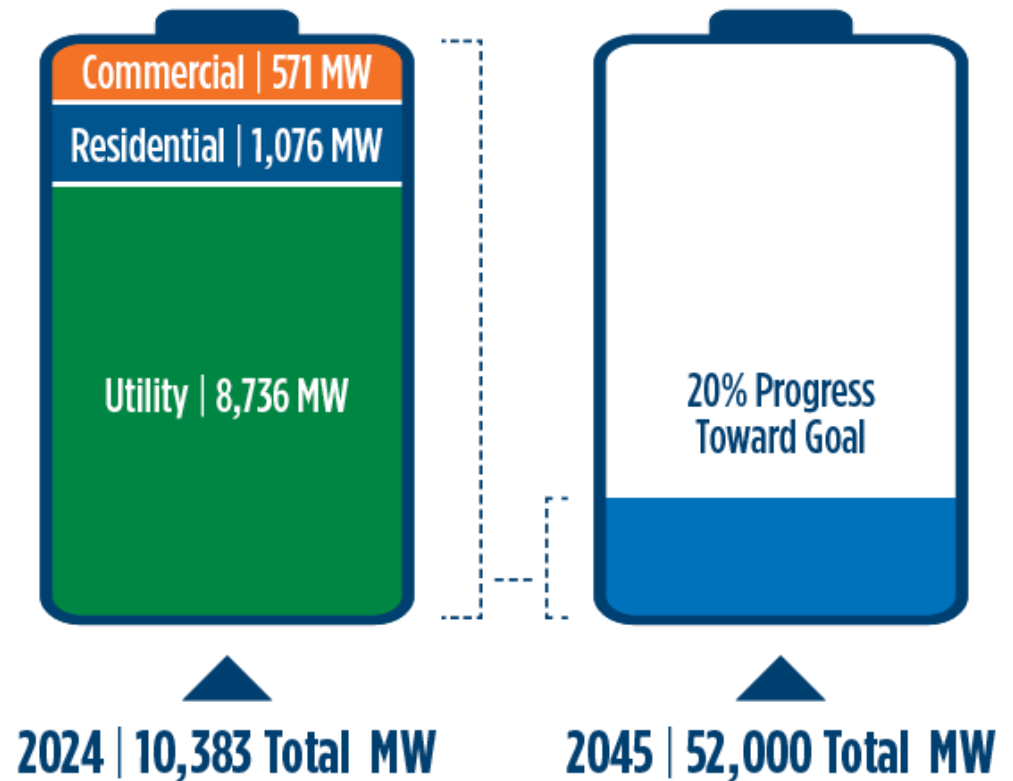 Commercial | 571 MW
Residential | 1,076 MW
Utility | 8,736 MW
2024 | 10,383 Total MW
20% Progress
Toward Goal
2045 | 52,000 Total MW